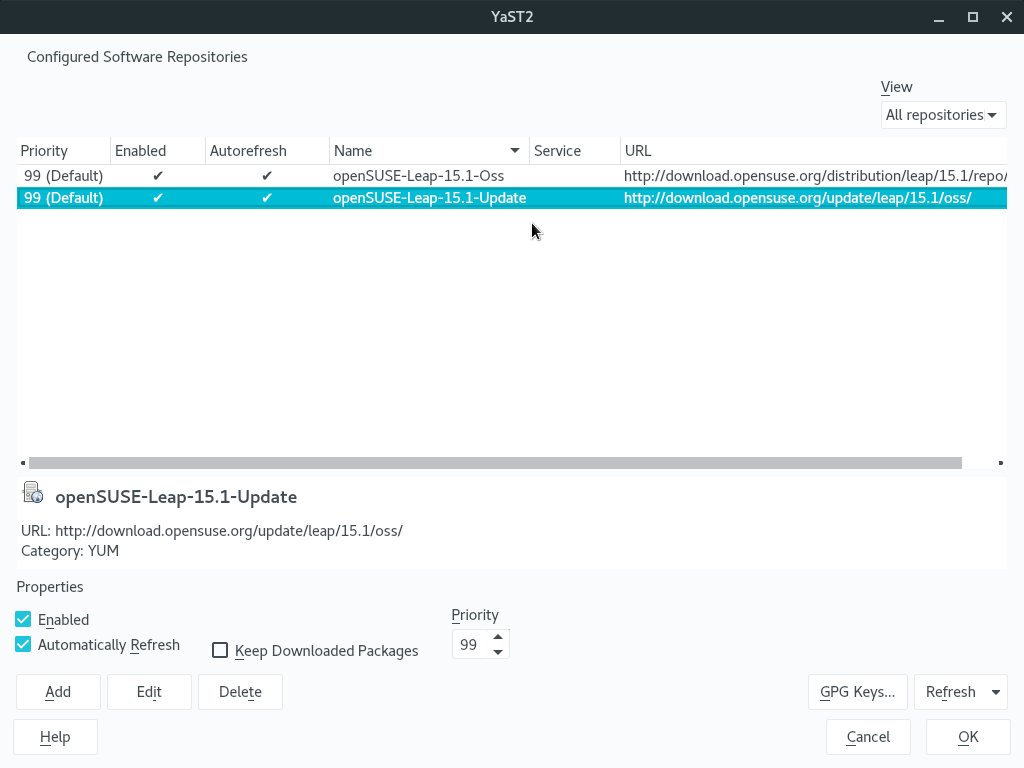 YaST2
Configured Software Repositories
View
All repositories
Priority Enabled Autorefresh Name Service URL
99 (Default) ✔ ✔ openSUSE-Leap-15.1-Oss http://download.opensuse.org/distribution/leap/15.1/repo/
99 (Default) ✔ ✔ openSUSE-Leap-15.1-Update http://download.opensuse.org/update/leap/15.1/oss/
openSUSE-Leap-15.1-Update
URL: http://download.opensuse.org/update/leap/15.1/oss/
Category: YUM
Properties
Enabled
Automatically Refresh
Keep Downloaded Packages
Priority
99
Add Edit Delete GPG Keys... Refresh
Help Cancel OK